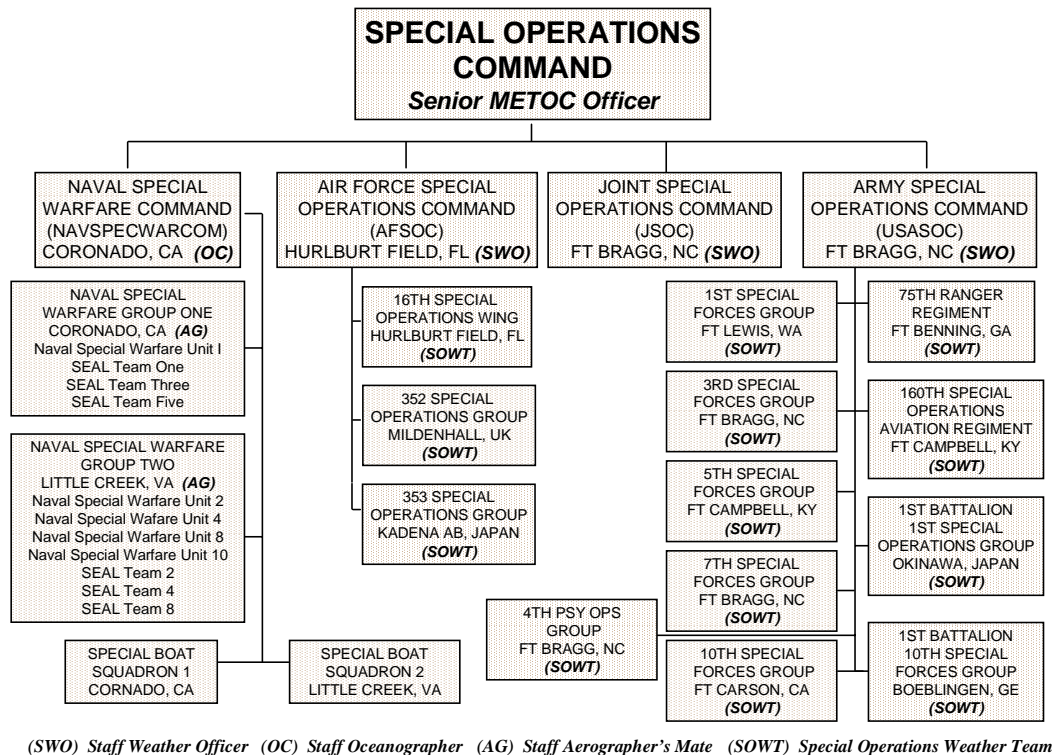 SPECIAL OPERATIONS
COMMAND
Senior METOC Officer
NAVAL SPECIAL
WARFARE COMMAND
(NAVSPECWARCOM)
CORONADO, CA (OC)
AIR FORCE SPECIAL
OPERATIONS COMMAND
(AFSOC)
HURLBURT FIELD, FL (SWO)
JOINT SPECIAL
OPERATIONS COMMAND
(JSOC)
FT BRAGG, NC (SWO)
ARMY SPECIAL
OPERATIONS COMMAND
(USASOC)
FT BRAGG, NC (SWO)
NAVAL SPECIAL
WARFARE GROUP ONE
CORONADO, CA (AG)
Naval Special Warfare Unit I
SEAL Team One
SEAL Team Three
SEAL Team Five
NAVAL SPECIAL WARFARE
GROUP TWO
LITTLE CREEK, VA (AG)
Naval Special Warfare Unit 2
Naval Special Wafare Unit 4
Naval Special Warfare Unit 8
Naval Special Warfare Unit 10
SEAL Team 2
SEAL Team 4
SEAL Team 8
SPECIAL BOAT
SQUADRON 1
CORNADO, CA
SPECIAL BOAT
SQUADRON 2
LITTLE CREEK, VA
16TH SPECIAL
OPERATIONS WING
HURLBURT FIELD, FL
(SOWT)
352 SPECIAL
OPERATIONS GROUP
MILDENHALL, UK
(SOWT)
353 SPECIAL
OPERATIONS GROUP
KADENA AB, JAPAN
(SOWT)
1ST SPECIAL
FORCES GROUP
FT LEWIS, WA
(SOWT)
3RD SPECIAL
FORCES GROUP
FT BRAGG, NC
(SOWT)
5TH SPECIAL
FORCES GROUP
FT CAMPBELL, KY
(SOWT)
7TH SPECIAL
FORCES GROUP
FT BRAGG, NC
(SOWT)
4TH PSY OPS
GROUP
FT BRAGG, NC
(SOWT)
10TH SPECIAL
FORCES GROUP
FT CARSON, CA
(SOWT)
75TH RANGER
REGIMENT
FT BENNING, GA
(SOWT)
160TH SPECIAL
OPERATIONS
AVIATION REGIMENT
FT CAMPBELL, KY
(SOWT)
1ST BATTALION
1ST SPECIAL
OPERATIONS GROUP
OKINAWA, JAPAN
(SOWT)
1ST BATTALION
10TH SPECIAL
FORCES GROUP
BOEBLINGEN, GE
(SOWT)
(SWO) Staff Weather Officer (OC) Staff Oceanographer (AG) Staff Aerographer's Mate (SOWT) Special Operations Weather Team